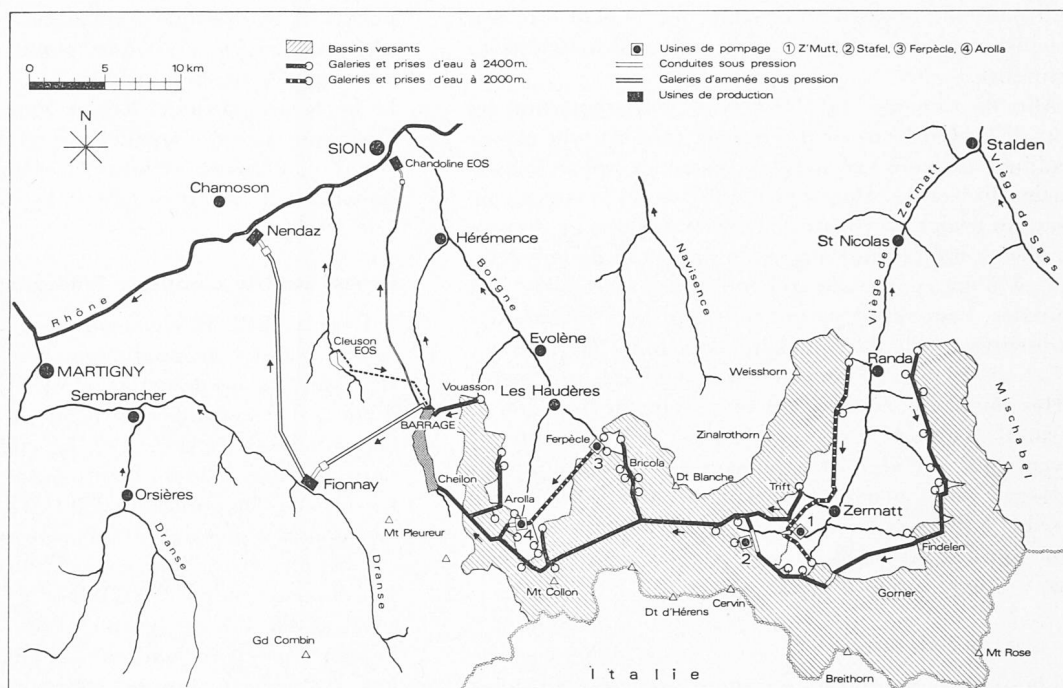 0 5 10 km
Bassins versants
Galeries et prises d'eau à 2400 m.
Galeries et prises d'eau à 2000 m.
Usines de pompage ① Z'Mutt, ② Stafel, ③ Ferpècle, ④ Arolla
Conduites sous pression
Galeries d'amenée sous pression
Usines de production
N
SION
Chandoline EOS
Stalden
Chamoson
Nendaz
Hérémence
St Nicolas
Viège de Zermatt
Viège de Saas
Borgne
Navisence
Rhône
Cleuson
EOS
Evolène
MARTIGNY
Sembrancher
Vouasson
Les Haudères
Weisshorn
Randa
Mischabel
BARRAGE
Ferpècle
3
Bricola
Zinalrothorn
Fionnay
Cheilon
Dt Blanche
Trift
Orsières
Arolla
4
Zermatt
1
2
Findelen
Mt Pleureur
Dranse
Dranse
Mt Collon
Gorner
Dt d'Hérens
Cervin
Gd Combin
Mt Rose
Breithorn
Italie